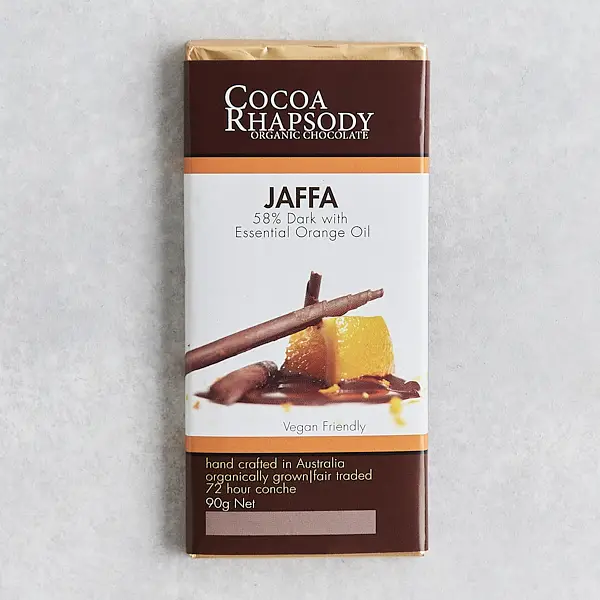 COCOA
RHAPSODY
ORGANIC CHOCOLATE
JAFFA
58% Dark with
Essential Orange Oil
Vegan Friendly
hand crafted in Australia
organically grown|fair traded
72 hour conche
90g Net